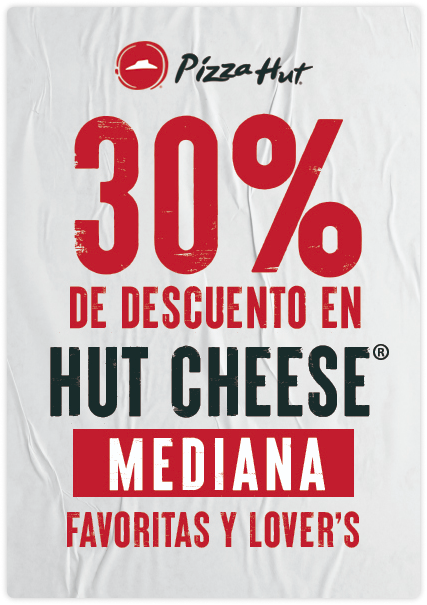 Pizza Hut
30%
DE DESCUENTO EN
HUT CHEESE®
MEDIANA
FAVORITAS Y LOVER'S